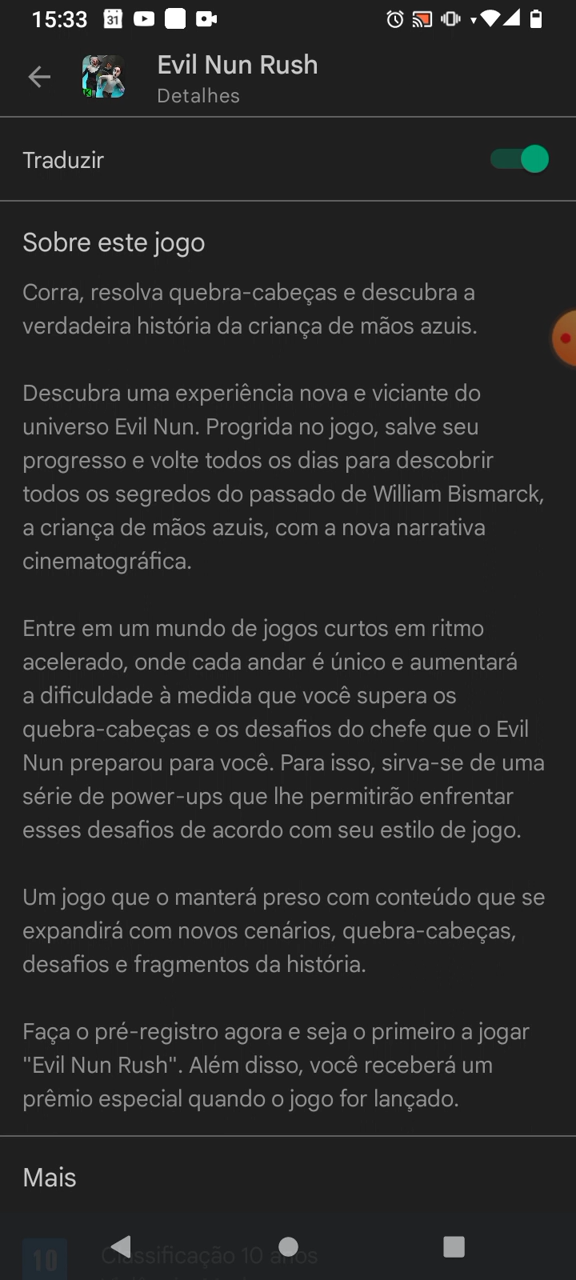 15:33
31
Evil Nun Rush
Detalhes
Traduzir
Sobre este jogo
Corra, resolva quebra-cabeças e descubra a
verdadeira história da criança de mãos azuis.
Descubra uma experiência nova e viciante do
universo Evil Nun. Progrida no jogo, salve seu
progresso e volte todos os dias para descobrir
todos os segredos do passado de William Bismarck,
a criança de mãos azuis, com a nova narrativa
cinematográfica.
Entre em um mundo de jogos curtos em ritmo
acelerado, onde cada andar é único e aumentará
a dificuldade à medida que você supera os
quebra-cabeças e os desafios do chefe que o Evil
Nun preparou para você. Para isso, sirva-se de uma
série de power-ups que lhe permitirão enfrentar
esses desafios de acordo com seu estilo de jogo.
Um jogo que o manterá preso com conteúdo que se
expandirá com novos cenários, quebra-cabeças,
desafios e fragmentos da história.
Faça o pré-registro agora e seja o primeiro a jogar
"Evil Nun Rush". Além disso, você receberá um
prêmio especial quando o jogo for lançado.
Mais
10 Classificação 10 anos